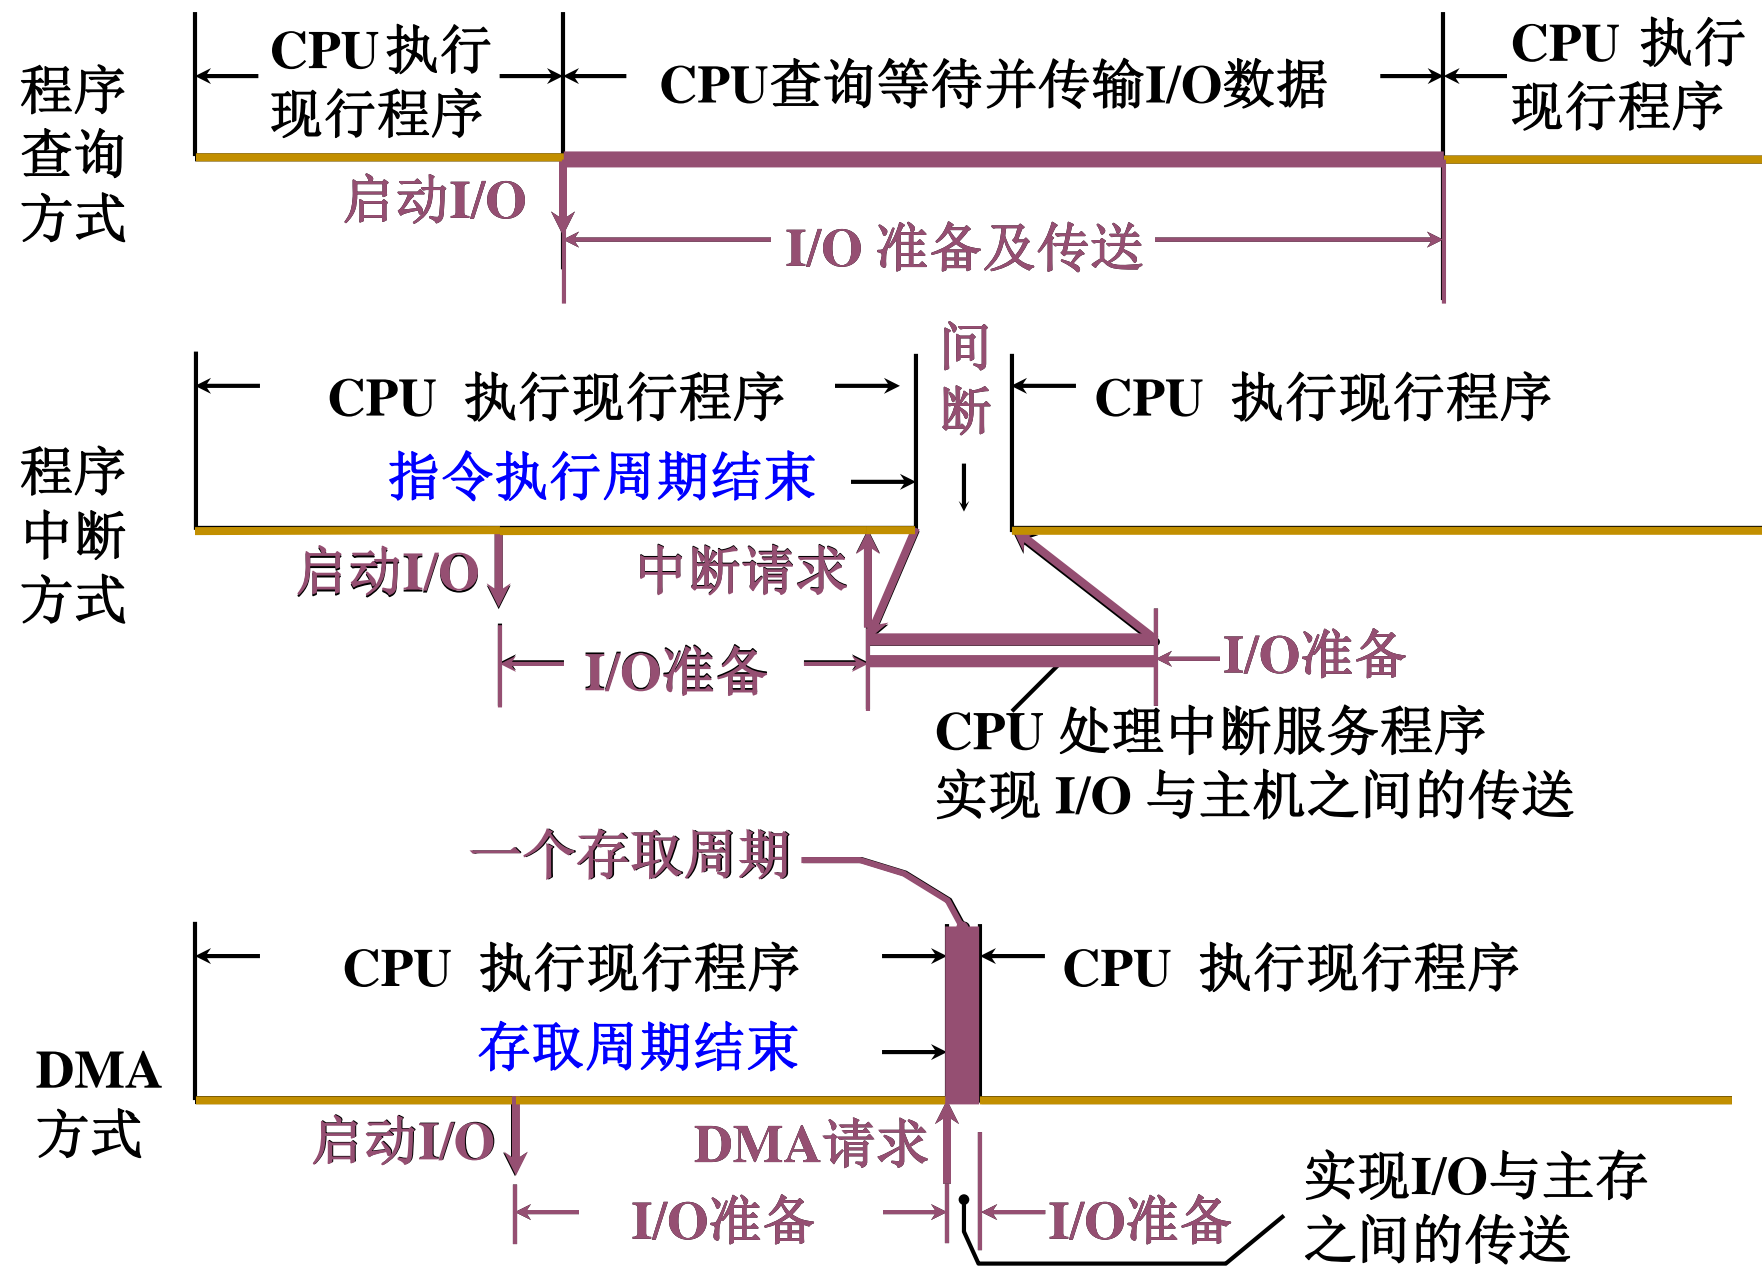 程序
查询
方式
CPU执行
现行程序
CPU查询等待并传输I/O数据
CPU 执行
现行程序
启动I/O
I/O 准备及传送
程序
中断
方式
CPU 执行现行程序
间
断
CPU 执行现行程序
指令执行周期结束
启动I/O
中断请求
I/O准备
I/O准备
CPU 处理中断服务程序
实现 I/O 与主机之间的传送
一个存取周期
DMA
方式
CPU 执行现行程序
CPU 执行现行程序
存取周期结束
启动I/O
DMA请求
I/O准备
I/O准备
实现I/O与主存
之间的传送